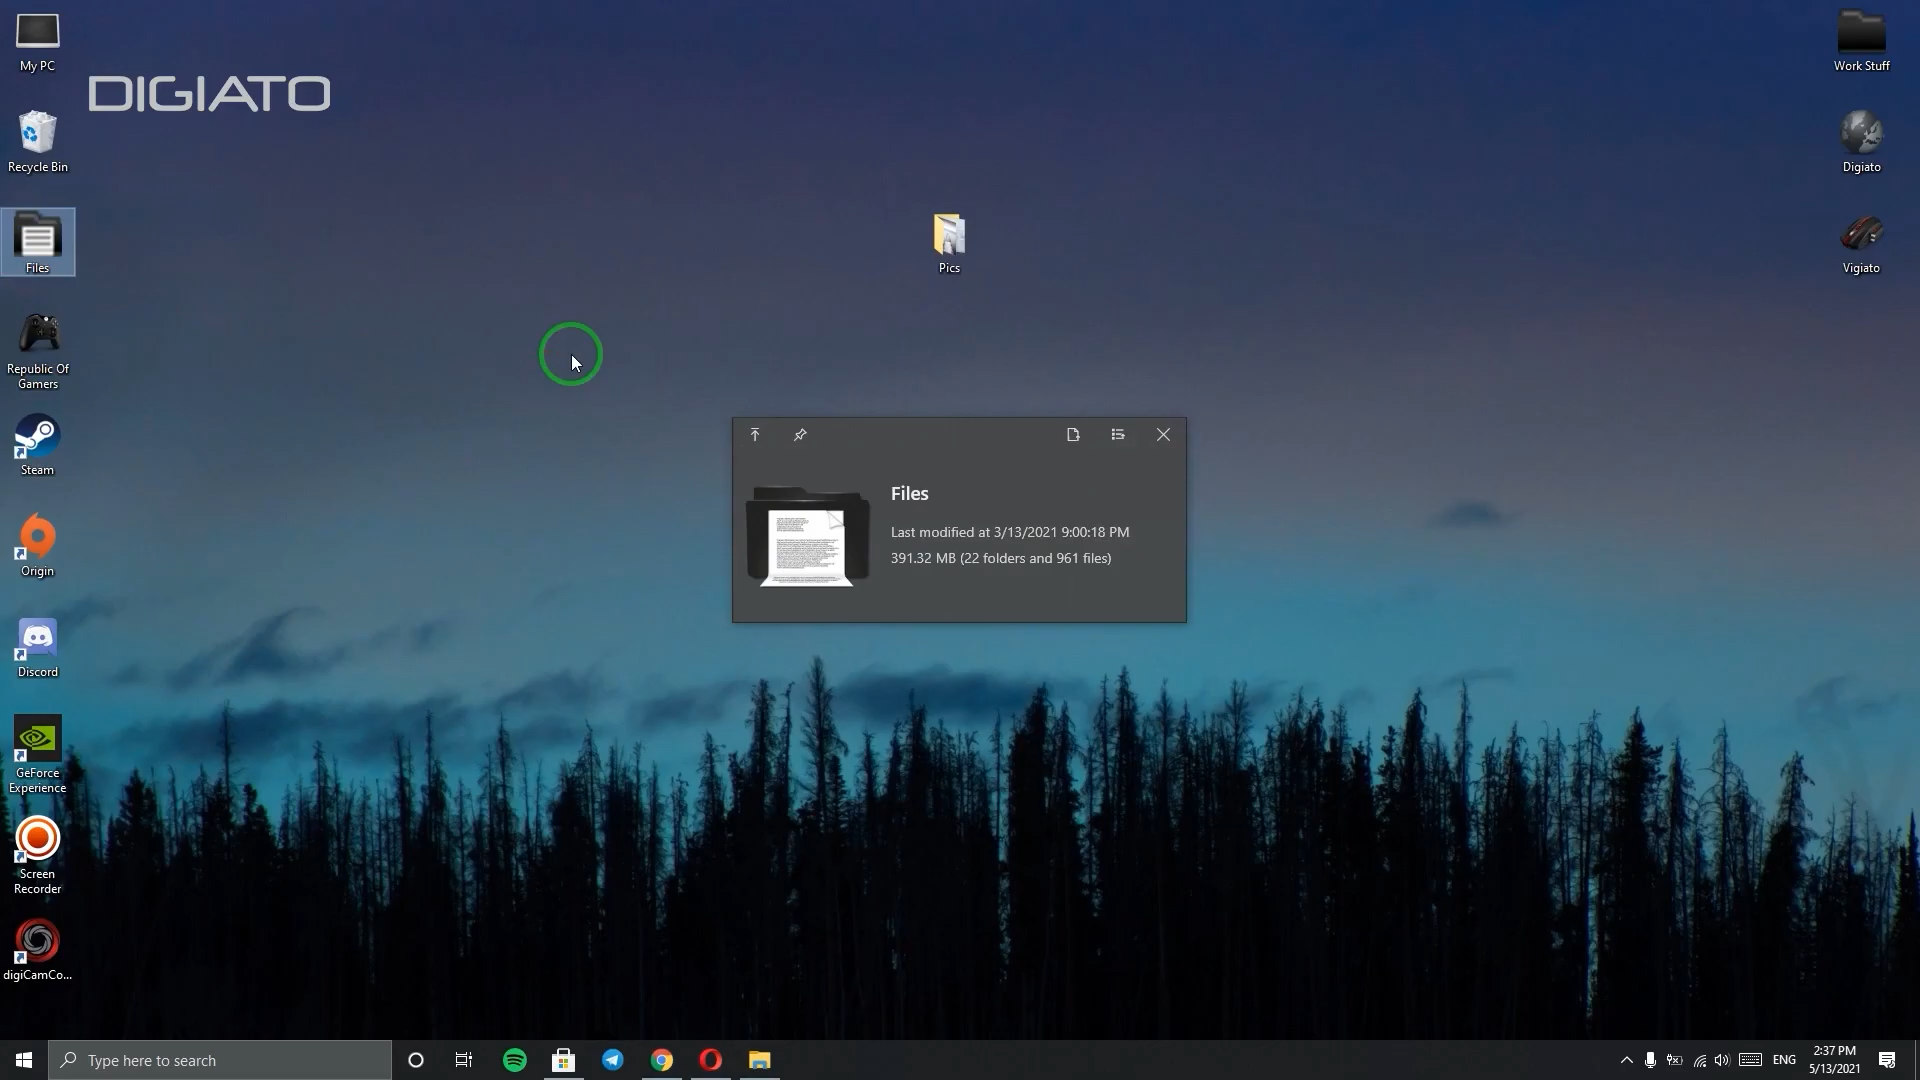 My PC
DIGIATO
Work Stuff
Recycle Bin
Digiato
Files
Pics
Vigiato
Republic Of
Gamers
Steam
Files
Last modified at 3/13/2021 9:00:18 PM
391.32 MB (22 folders and 961 files)
Origin
Discord
GeForce
Experience
Screen
Recorder
digiCamCo...
Type here to search
ENG
2:37 PM
5/13/2021